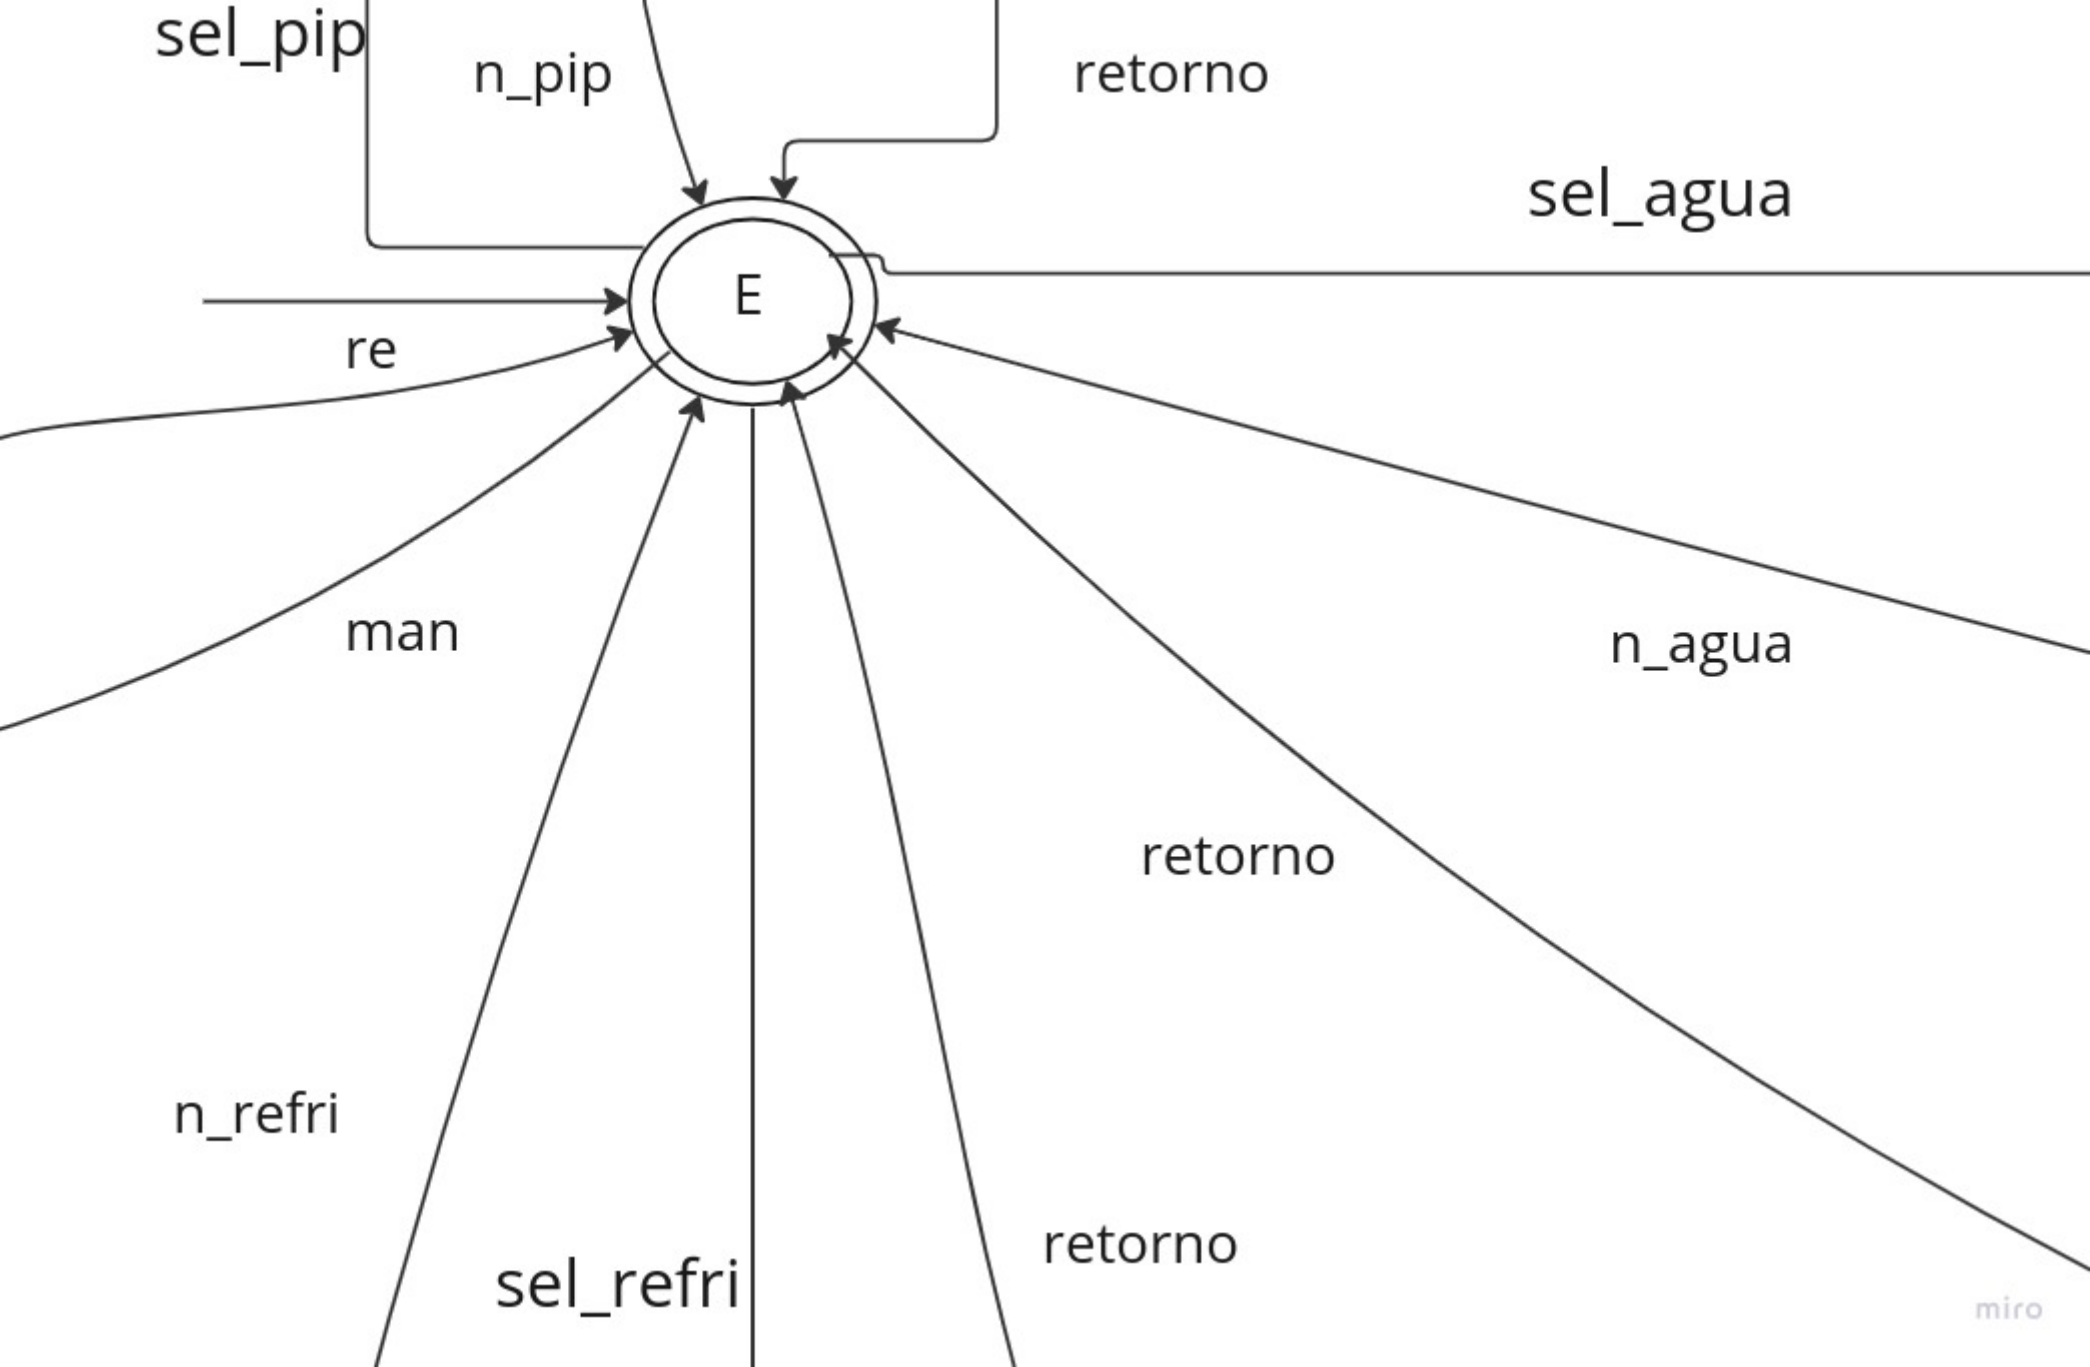 sel_pip
n_pip
retorno
sel_agua
E
re
man
n_agua
retorno
n_refri
retorno
sel_refri
miro